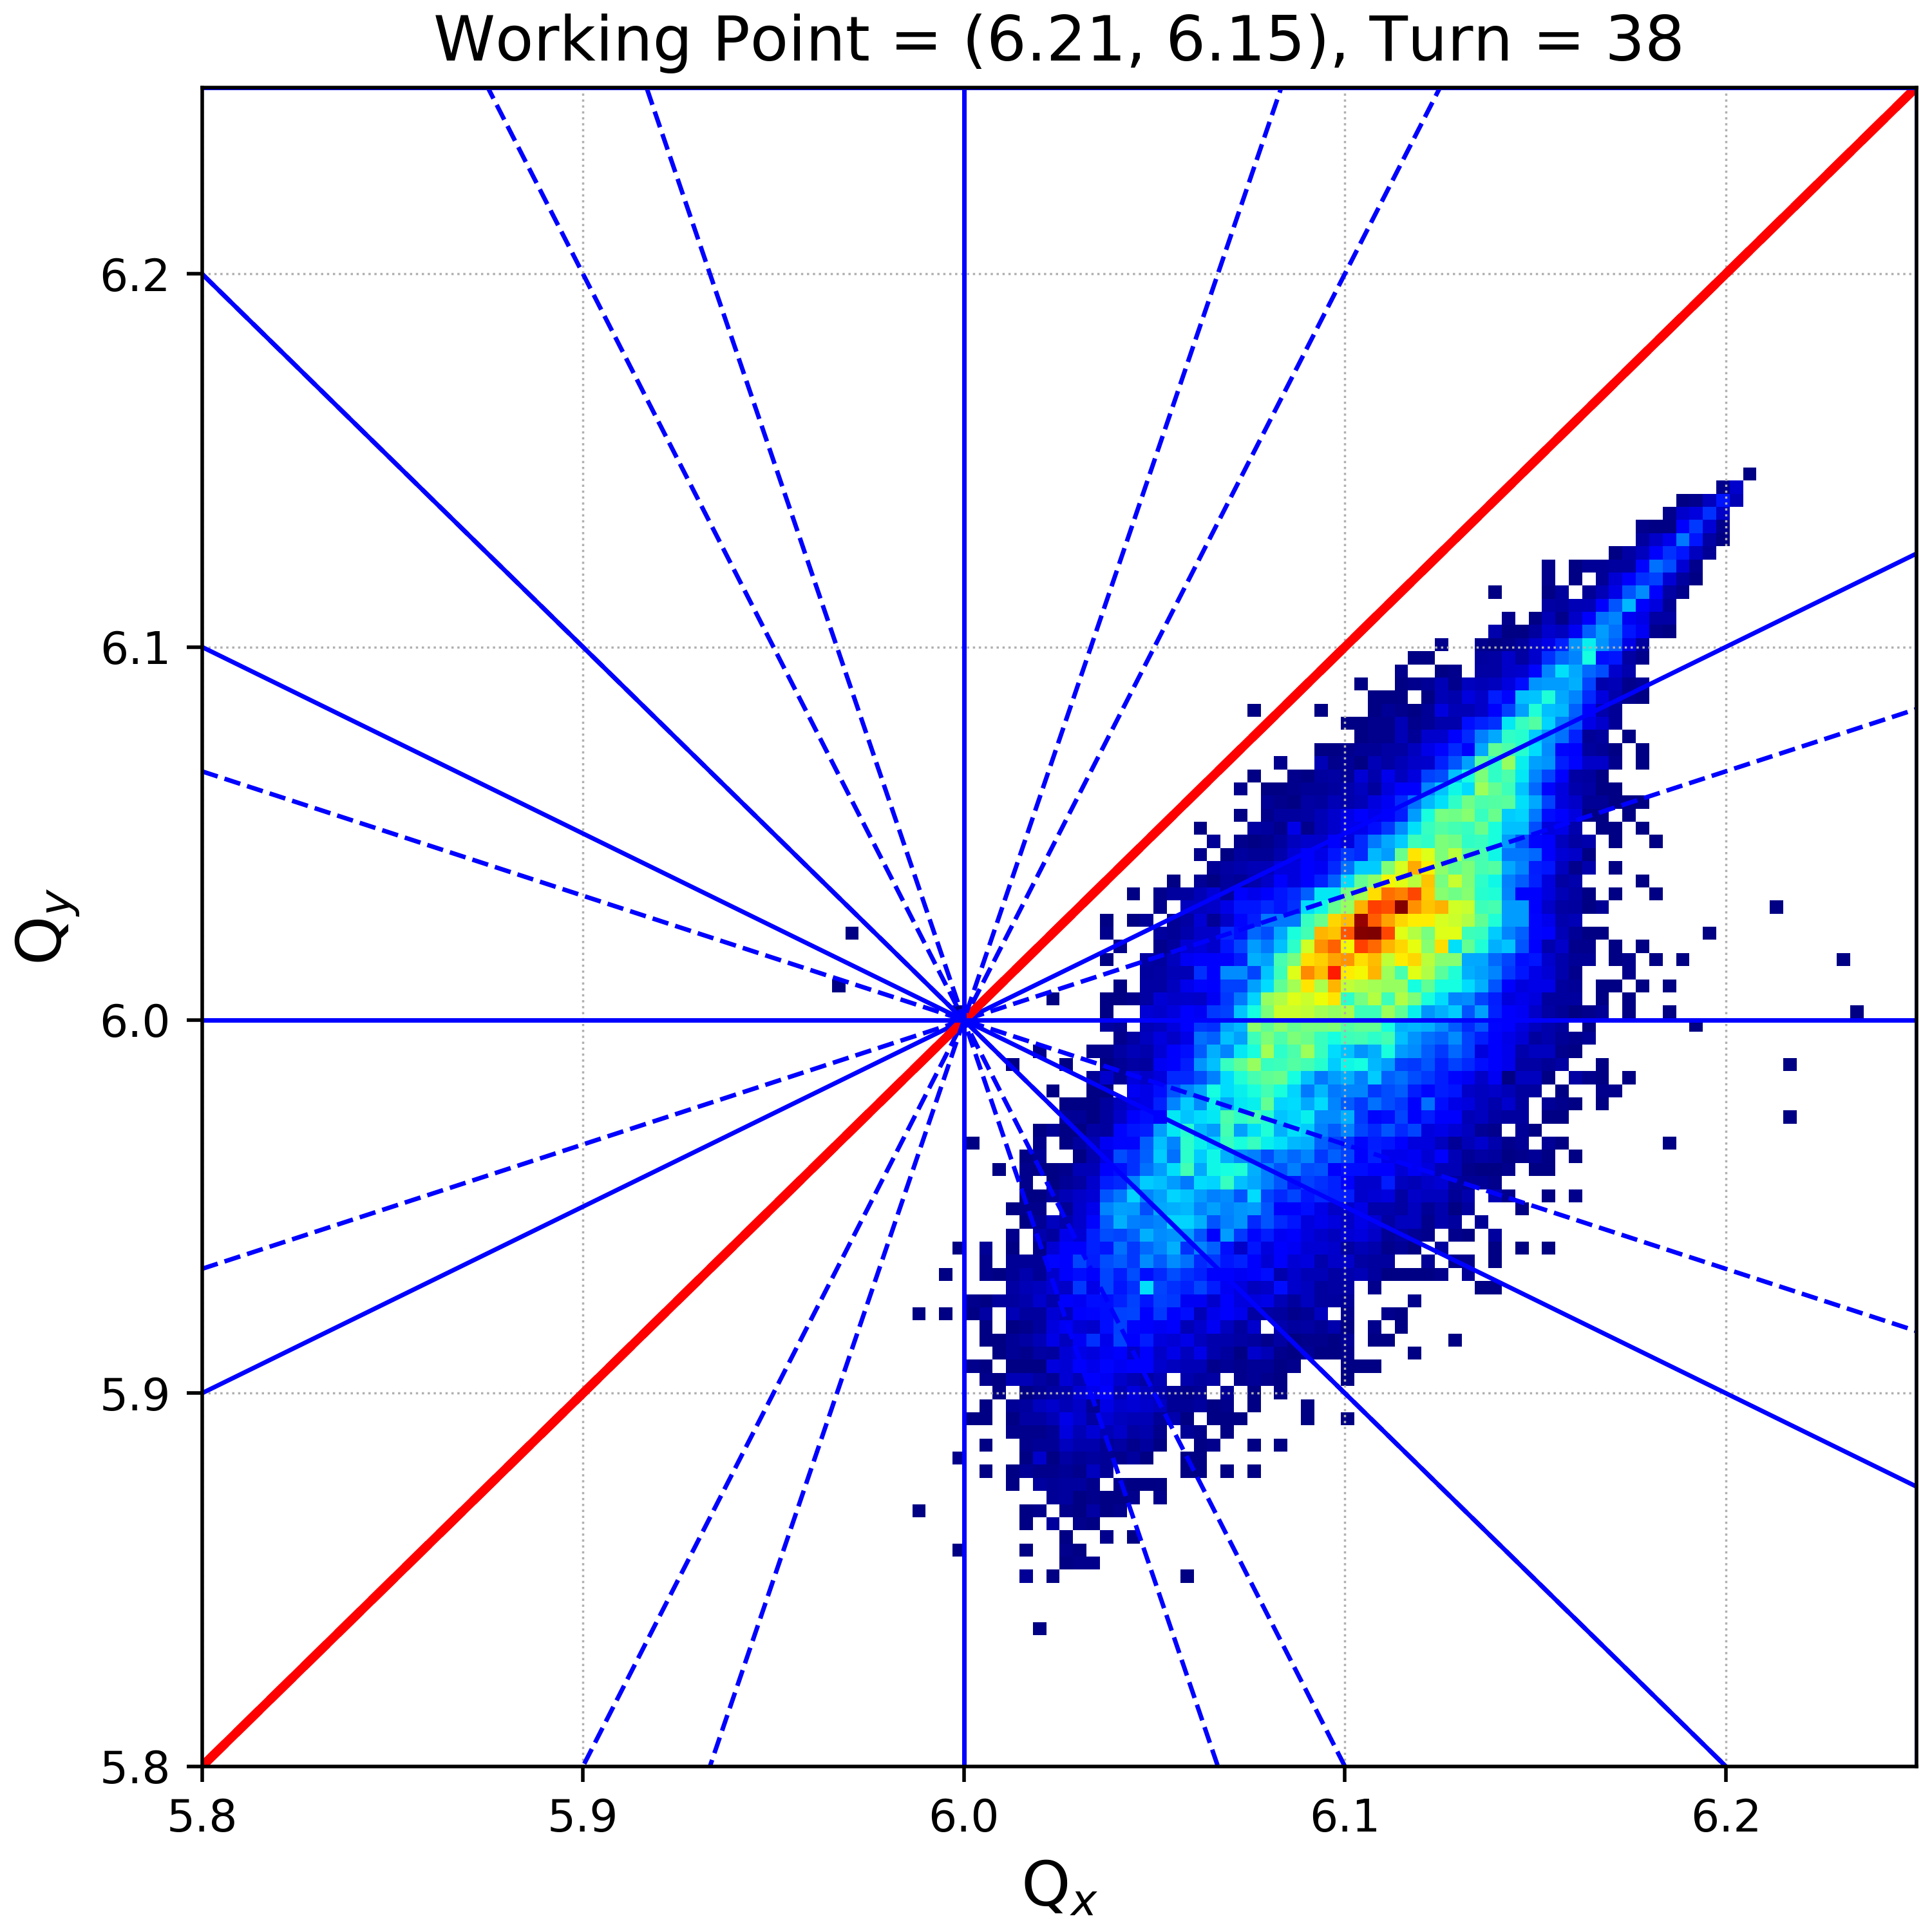 Working Point = (6.21, 6.15), Turn = 38
6.2
6.1
6.0
5.9
5.8
Qy
5.8 5.9 6.0 6.1 6.2
Qx